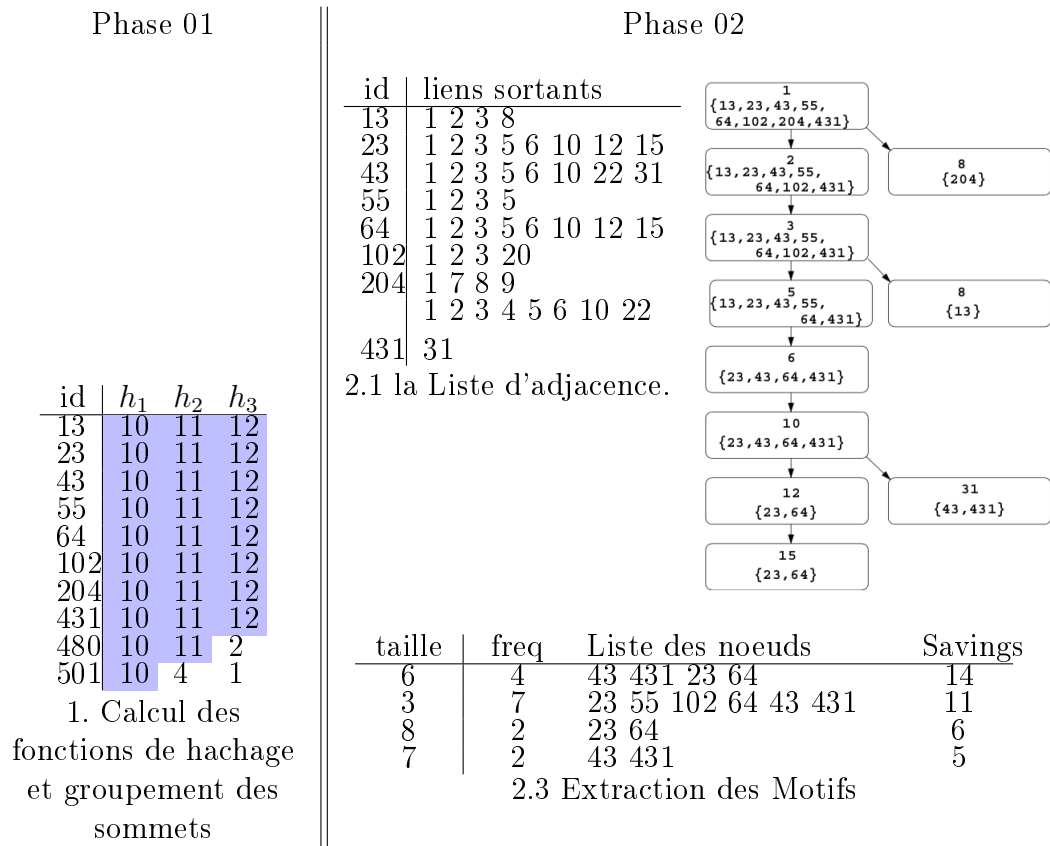 Phase 01
id h1 h2 h3
13 10 11 12
23 10 11 12
43 10 11 12
55 10 11 12
64 10 11 12
102 10 11 12
204 10 11 12
431 10 11 12
480 10 11 2
501 10 4 1
1. Calcul des
fonctions de hachage
et groupement des
sommets
Phase 02
id liens sortants
13 1 2 3 8
23 1 2 3 5 6 10 12 15
43 1 2 3 5 6 10 22 31
55 1 2 3 5
64 1 2 3 5 6 10 12 15
102 1 2 3 20
204 1 7 8 9
1 2 3 4 5 6 10 22
431 31
2.1 la Liste d'adjacence.
1
{13,23,43,55,
64,102,204,431}
2
{13,23,43,55,
64,102,431}
8
{204}
3
{13,23,43,55,
64,102,431}
5
{13,23,43,55,
64,431}
8
{13}
6
{23,43,64,431}
10
{23,43,64,431}
12
{23,64}
31
{43,431}
15
{23,64}
taille freq Liste des noeuds Savings
6 4 43 431 23 64 14
3 7 23 55 102 64 43 431 11
8 2 23 64 6
7 2 43 431 5
2.3 Extraction des Motifs